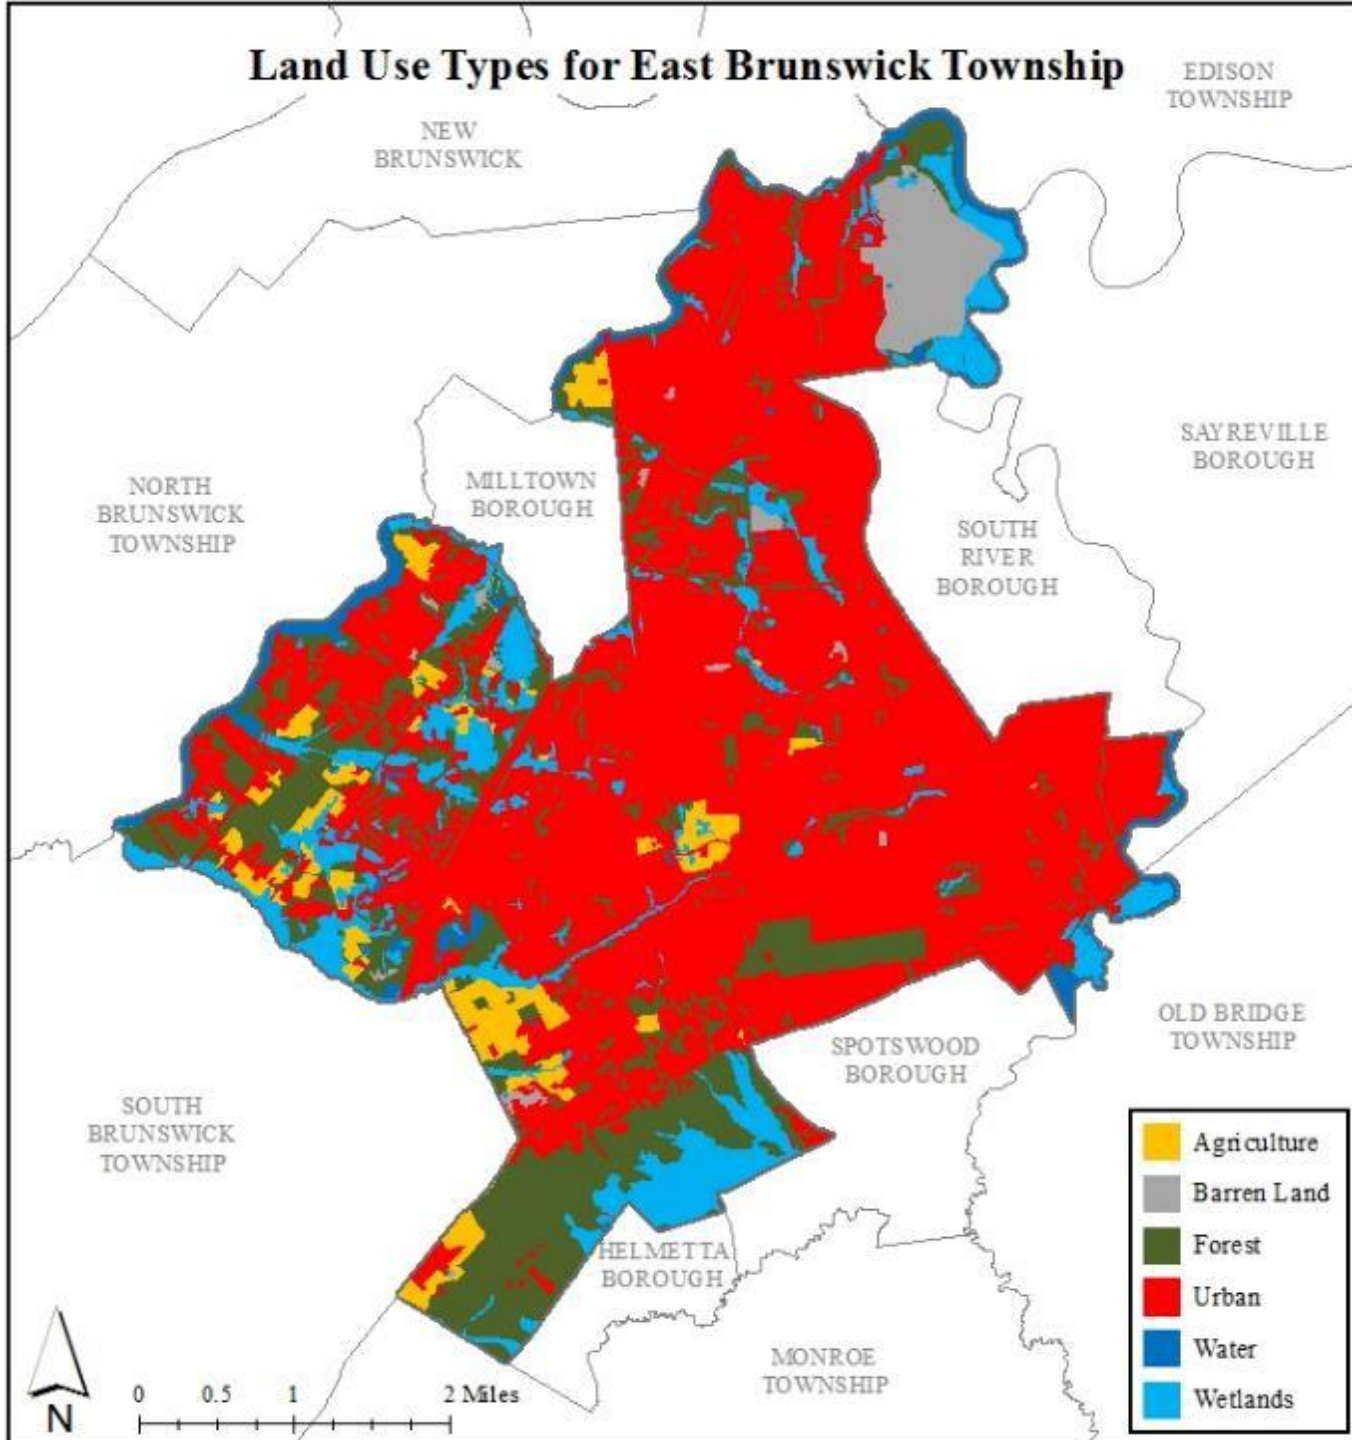 Land Use Types for East Brunswick Township
EDISON
TOWNSHIP
NEW
BRUNSWICK
SAYREVILLE
BOROUGH
NORTH
BRUNSWICK
TOWNSHIP
MILLTOWN
BOROUGH
SOUTH
RIVER
BOROUGH
OLD BRIDGE
TOWNSHIP
SPOTSWOOD
BOROUGH
SOUTH
BRUNSWICK
TOWNSHIP
HELMETTA
BOROUGH
MONROE
TOWNSHIP
Agriculture
Barren Land
Forest
Urban
Water
Wetlands
N
0 0.5 1 2 Miles